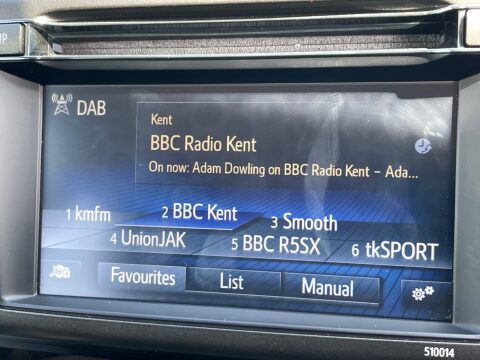 MP
DAB
Kent
BBC Radio Kent
On now: Adam Dowling on BBC Radio Kent – Ada...
1 kmfm 2 BBC Kent 3 Smooth
4 UnionJAK 5 BBC R5SX 6 tkSPORT
Favourites List Manual
510014